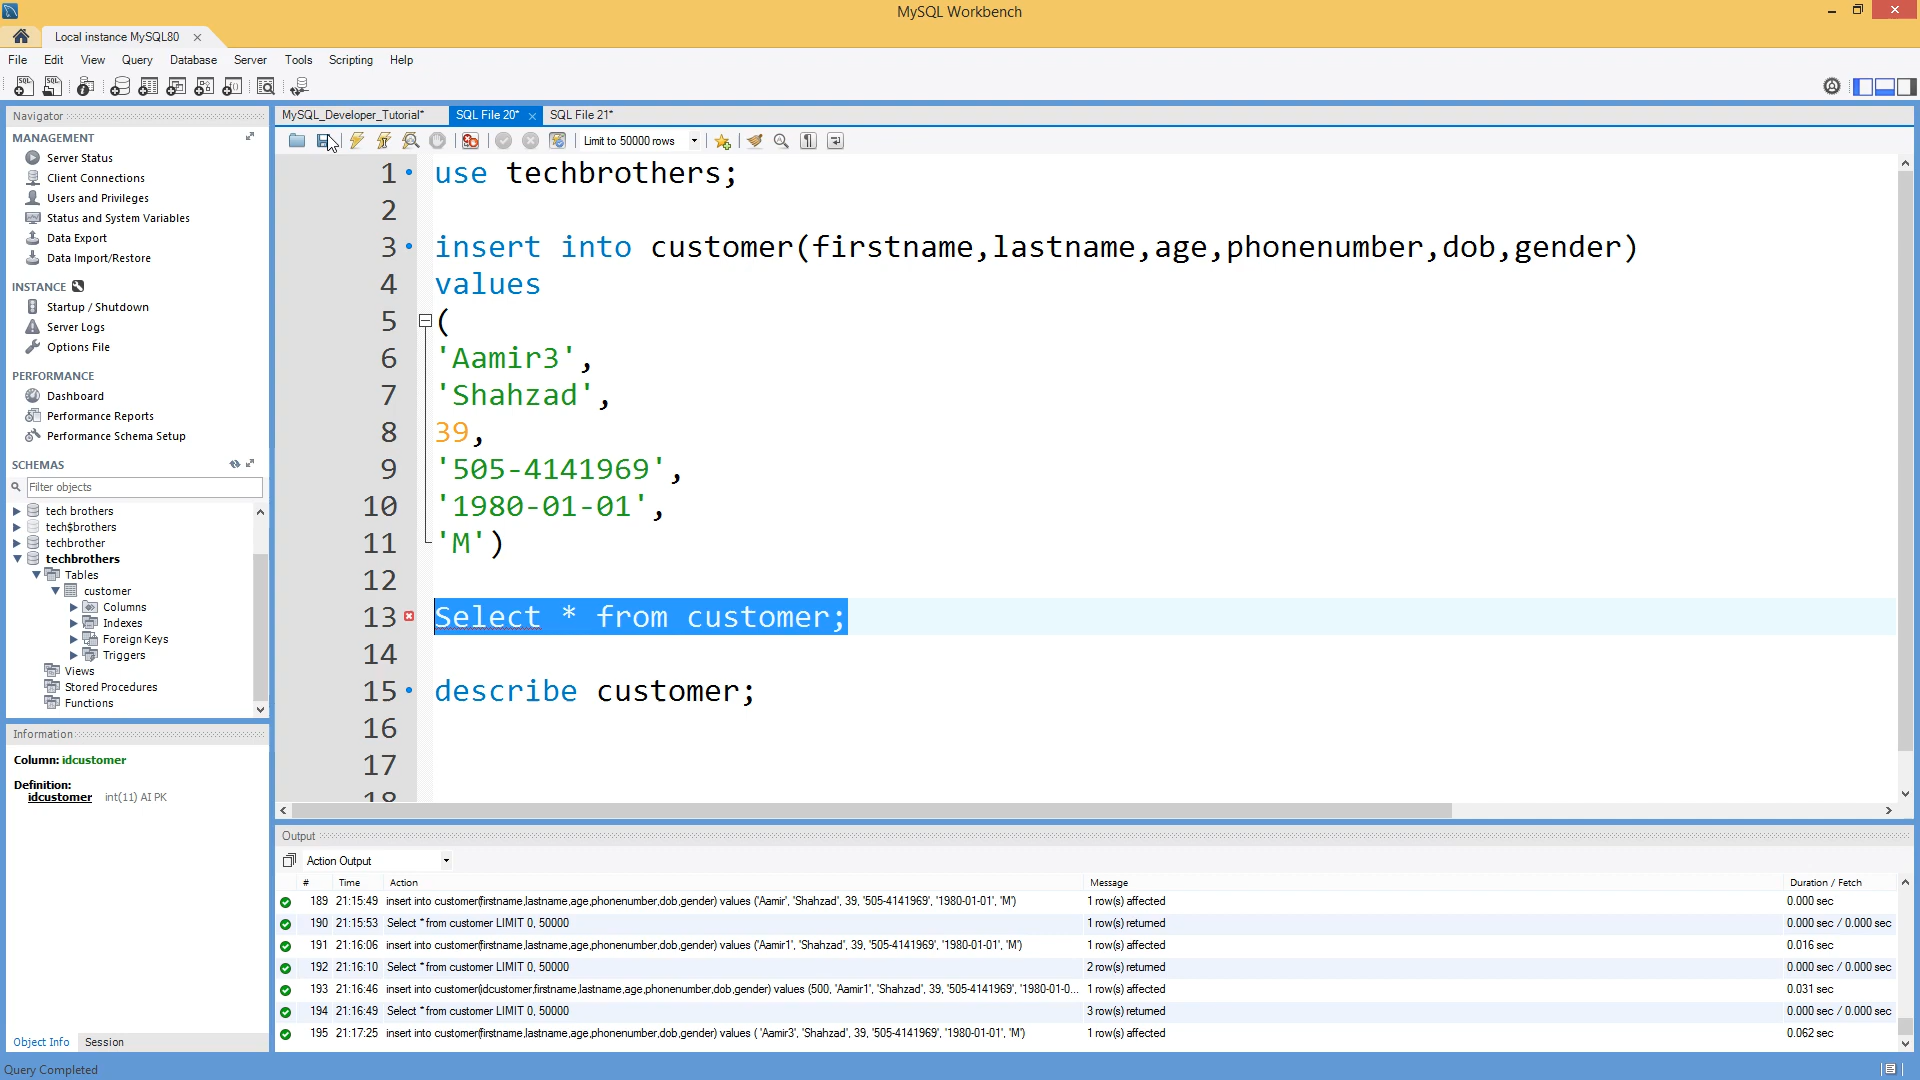 MySQL Workbench
Local instance MySQL80
File Edit View Query Database Server Tools Scripting Help
Navigator
MANAGEMENT
Server Status
Client Connections
Users and Privileges
Status and System Variables
Data Export
Data Import/Restore
INSTANCE
Startup / Shutdown
Server Logs
Options File
PERFORMANCE
Dashboard
Performance Reports
Performance Schema Setup
SCHEMAS
Filter objects
tech brothers
tech$brothers
techbrother
techbrothers
Tables
customer
Columns
Indexes
Foreign Keys
Triggers
Views
Stored Procedures
Functions
Information
Column: idcustomer
Definition:
idcustomer int(11) AI PK
Object Info Session
Query Completed
MySQL_Developer_Tutorial* SQL File 20* SQL File 21*
Limit to 50000 rows
1 use techbrothers;
2
3 insert into customer(firstname,lastname,age,phonenumber,dob,gender)
4 values
5 (
6 'Aamir3',
7 'Shahzad',
8 39,
9 '505-4141969',
10 '1980-01-01',
11 'M')
12
13 Select * from customer;
14
15 describe customer;
16
17
18
Output
Action Output
# Time Action Message Duration / Fetch
189 21:15:49 insert into customer(firstname,lastname,age,phonenumber,dob,gender) values ('Aamir', 'Shahzad', 39, '505-4141969', '1980-01-01', 'M') 1 row(s) affected 0.000 sec
190 21:15:53 Select * from customer LIMIT 0, 50000 1 row(s) returned 0.000 sec / 0.000 sec
191 21:16:06 insert into customer(firstname,lastname,age,phonenumber,dob,gender) values ('Aamir1', 'Shahzad', 39, '505-4141969', '1980-01-01', 'M') 1 row(s) affected 0.016 sec
192 21:16:10 Select * from customer LIMIT 0, 50000 2 row(s) returned 0.000 sec / 0.000 sec
193 21:16:46 insert into customer(idcustomer,firstname,lastname,age,phonenumber,dob,gender) values (500, 'Aamir1', 'Shahzad', 39, '505-4141969', '1980-01-0... 1 row(s) affected 0.031 sec
194 21:16:49 Select * from customer LIMIT 0, 50000 3 row(s) returned 0.000 sec / 0.000 sec
195 21:17:25 insert into customer(firstname,lastname,age,phonenumber,dob,gender) values ( 'Aamir3', 'Shahzad', 39, '505-4141969', '1980-01-01', 'M') 1 row(s) affected 0.062 sec